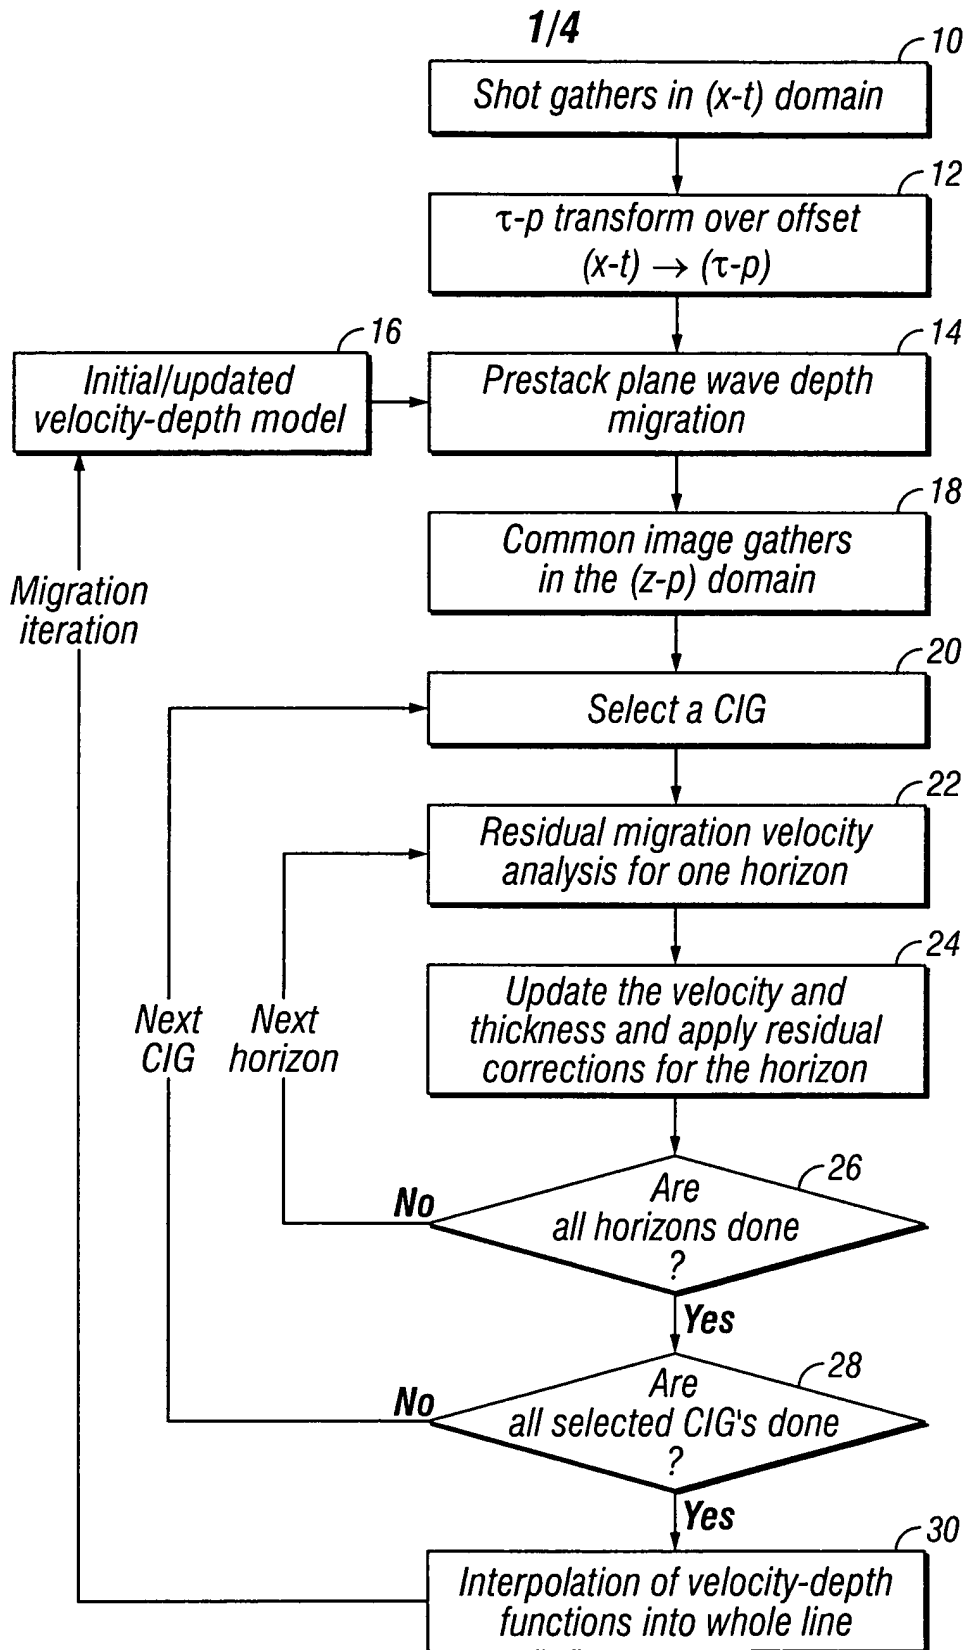 1/4
10
Shot gathers in (x-t) domain
12
τ-p transform over offset
(x-t) → (τ-p)
16
Initial/updated
velocity-depth model
14
Prestack plane wave depth
migration
18
Common image gathers
in the (z-p) domain
Migration
iteration
20
Select a CIG
22
Residual migration velocity
analysis for one horizon
24
Update the velocity and
thickness and apply residual
corrections for the horizon
Next
CIG
Next
horizon
26
Are
all horizons done
?
No
Yes
28
Are
all selected CIG's done
?
No
Yes
30
Interpolation of velocity-depth
functions into whole line